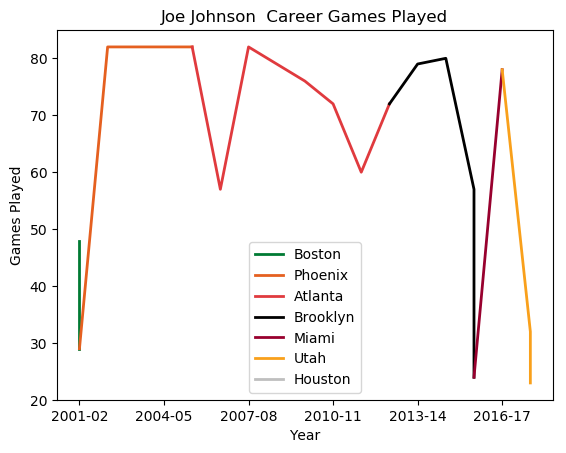 Joe Johnson  Career Games Played
Games Played
80
70
60
50
40
30
20
Boston
Phoenix
Atlanta
Brooklyn
Miami
Utah
Houston
2001-02 2004-05 2007-08 2010-11 2013-14 2016-17
Year